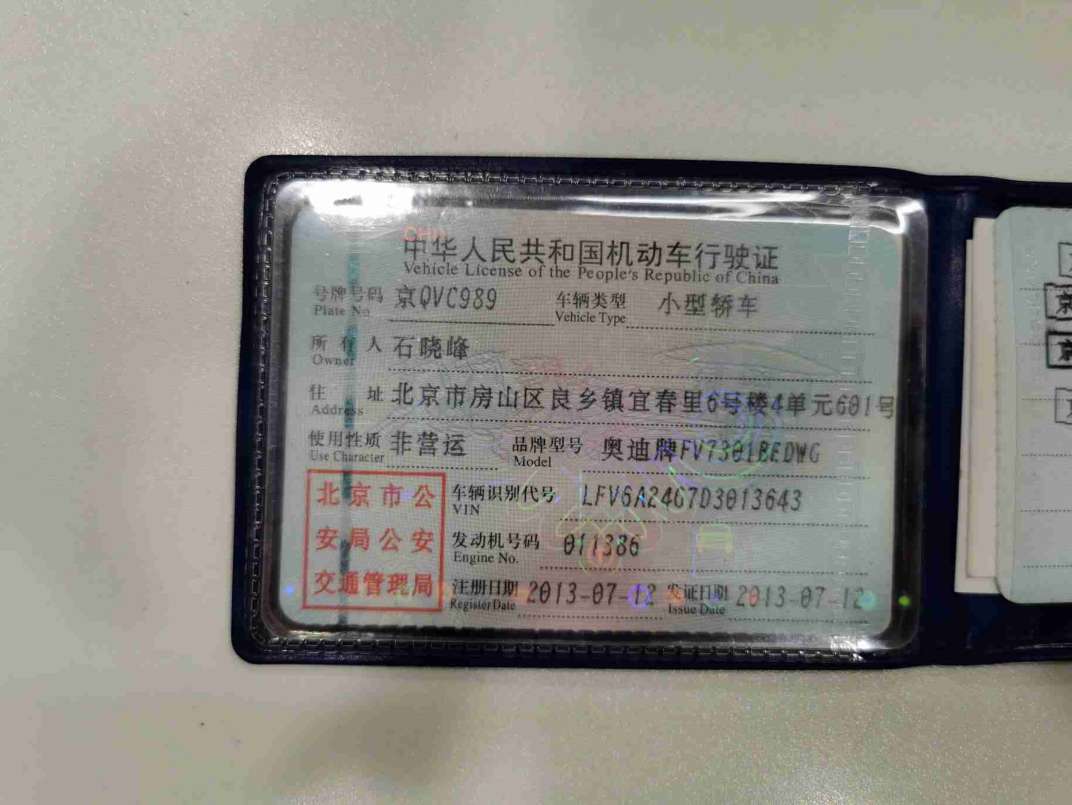 中华人民共和国机动车行驶证
Vehicle License of the People's Republic of China
号牌号码 京QVC989 车辆类型 小型轿车
Plate No Vehicle Type
所有人 石晓峰
Owner
住址 北京市房山区良乡镇宜春里6号楼4单元601号
Address
使用性质 非营运 品牌型号 奥迪牌FV7301BEDWG
Use Character Model
北京市公
安局公安
交通管理局
车辆识别代号 LFV6A24G7D3013643
VIN
发动机号码 011386
Engine No.
注册日期 2013-07-12 发证日期 2013-07-12
Register Date Issue Date
京
京